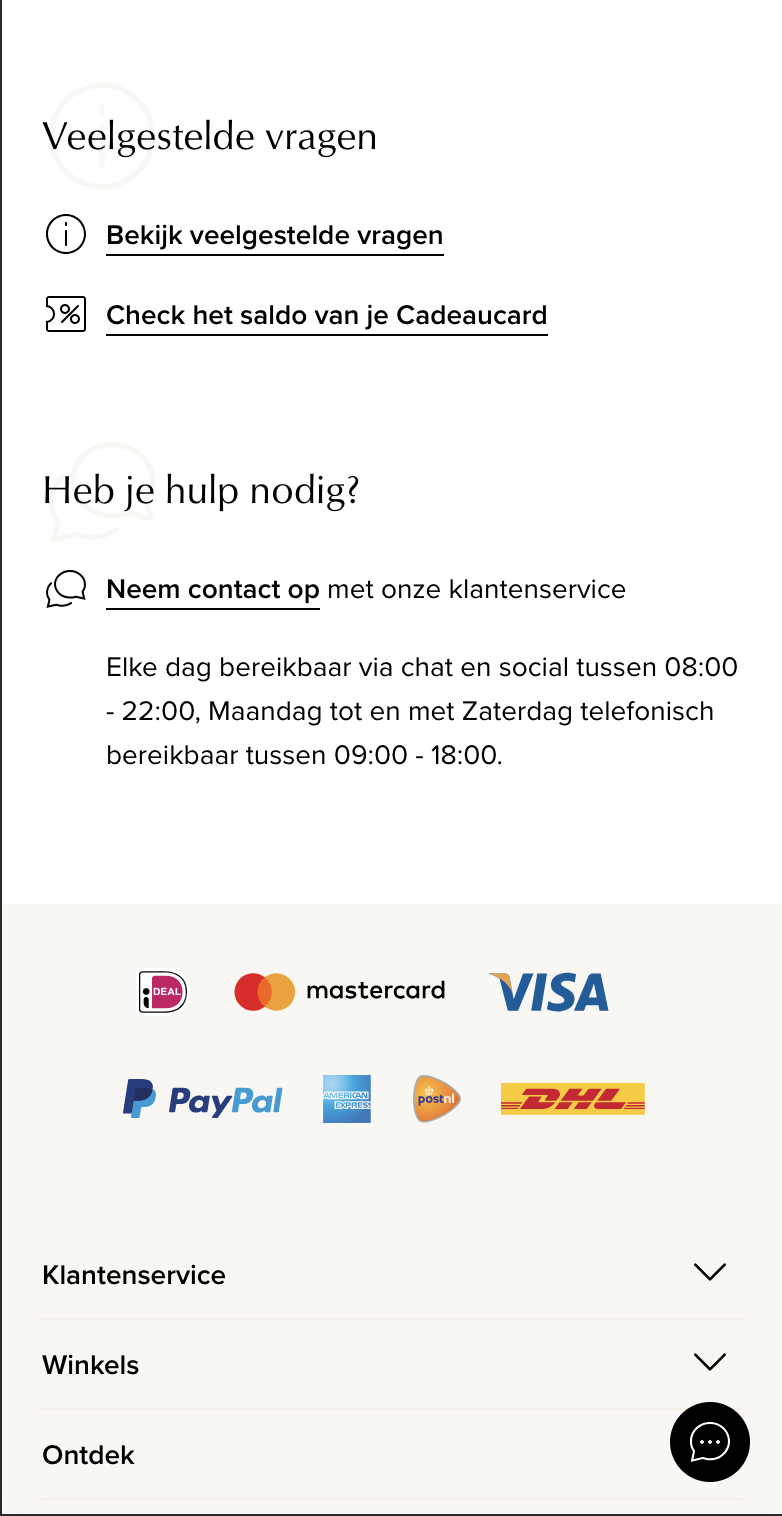 Veelgestelde vragen
Bekijk veelgestelde vragen
%
Check het saldo van je Cadeaucard
Heb je hulp nodig?
Neem contact op met onze klantenservice
Elke dag bereikbaar via chat en social tussen 08:00
- 22:00, Maandag tot en met Zaterdag telefonisch
bereikbaar tussen 09:00 - 18:00.
iDEAL mastercard VISA
PayPal AMERICAN EXPRESS postnl DHL
Klantenservice
Winkels
Ontdek